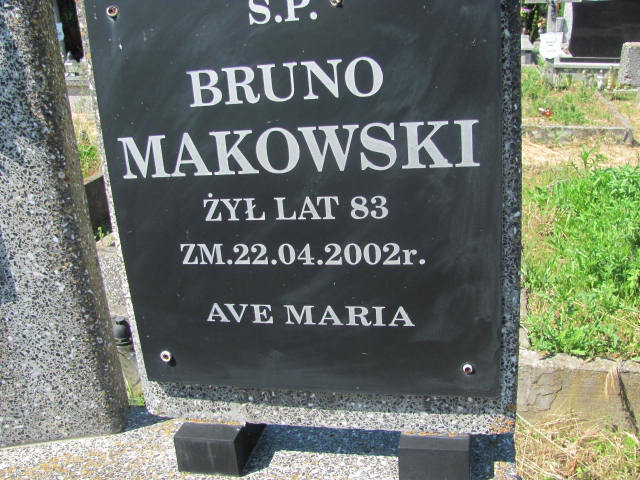 Ś.P.
BRUNO
MAKOWSKI
ŻYŁ LAT 83
ZM.22.04.2002r.
AVE MARIA